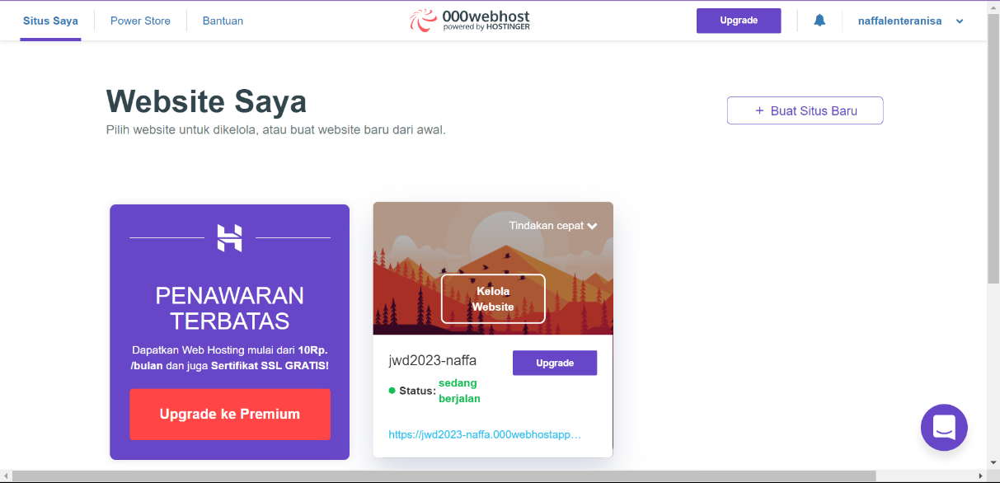 Situs Saya
Power Store
Bantuan
000webhost
powered by HOSTINGER
Upgrade
naffalenteranisa
Website Saya
Pilih website untuk dikelola, atau buat website baru dari awal.
+ Buat Situs Baru
PENAWARAN
TERBATAS
Dapatkan Web Hosting mulai dari 10Rp.
/bulan dan juga Sertifikat SSL GRATIS!
Upgrade ke Premium
Tindakan cepat
Kelola
Website
jwd2023-naffa
Upgrade
Status: sedang
berjalan
https://jwd2023-naffa.000webhostapp...